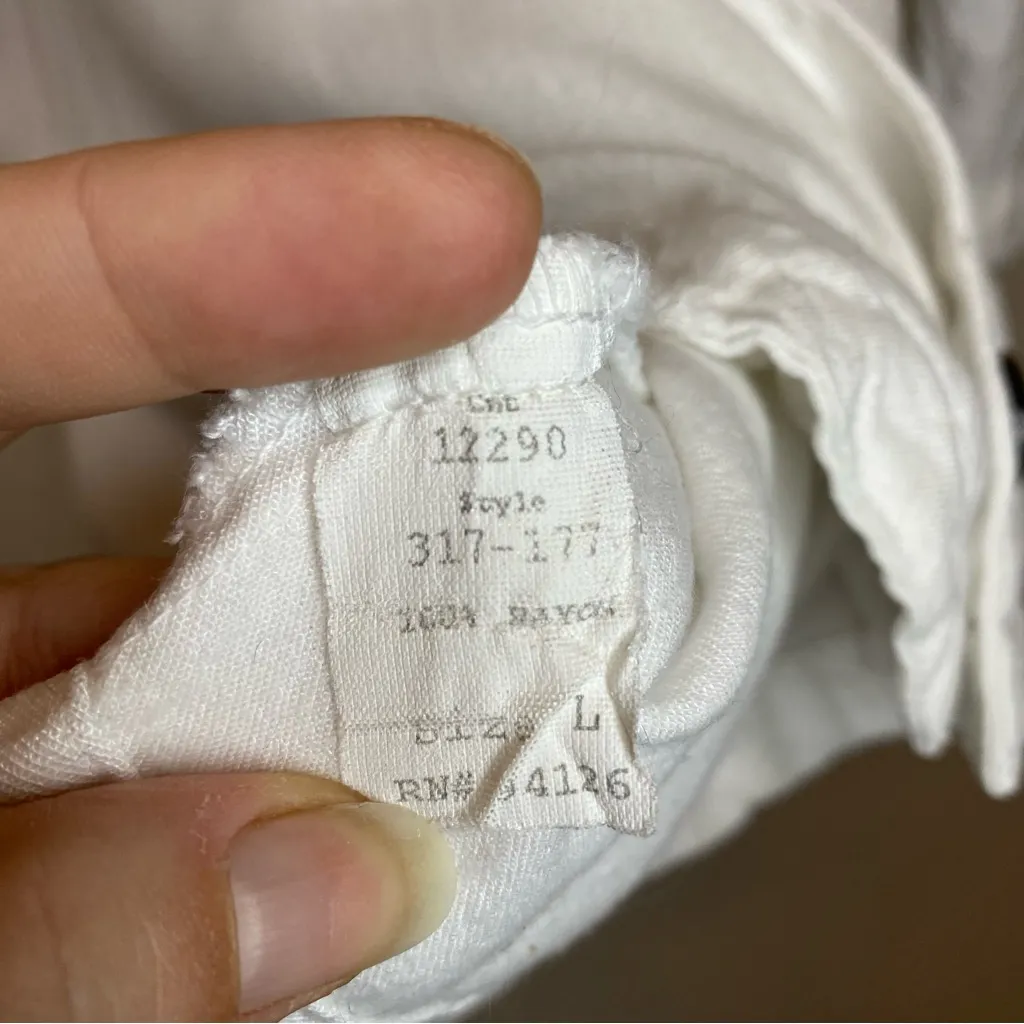 Cut
12290
Style
317-177
100% RAYON
Size L
RN#